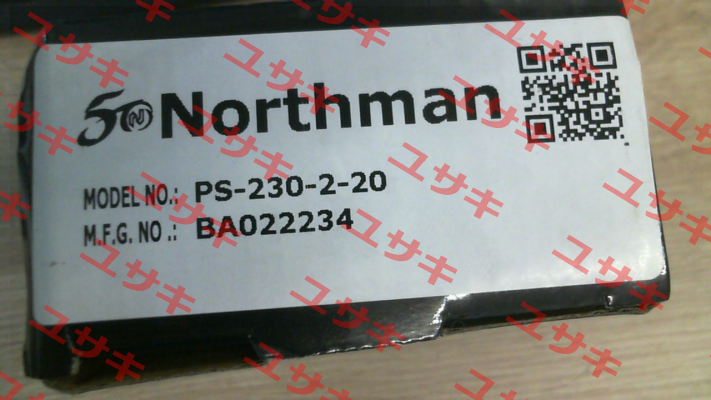 50 Northman
MODEL NO.: PS-230-2-20
M.F.G. NO.: BA022234
ユサキ